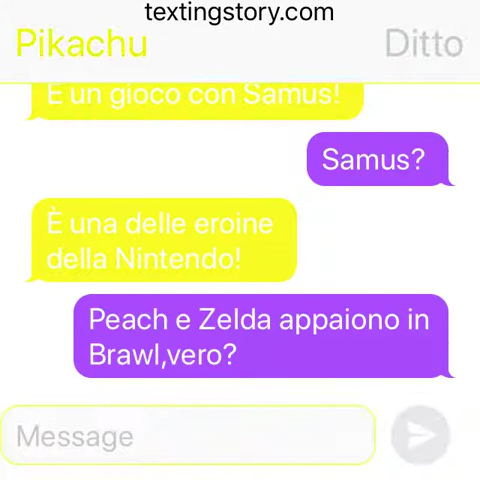 textingstory.com
Pikachu
Ditto
È un gioco con Samus!
Samus?
È una delle eroine
della Nintendo!
Peach e Zelda appaiono in
Brawl,vero?
Message